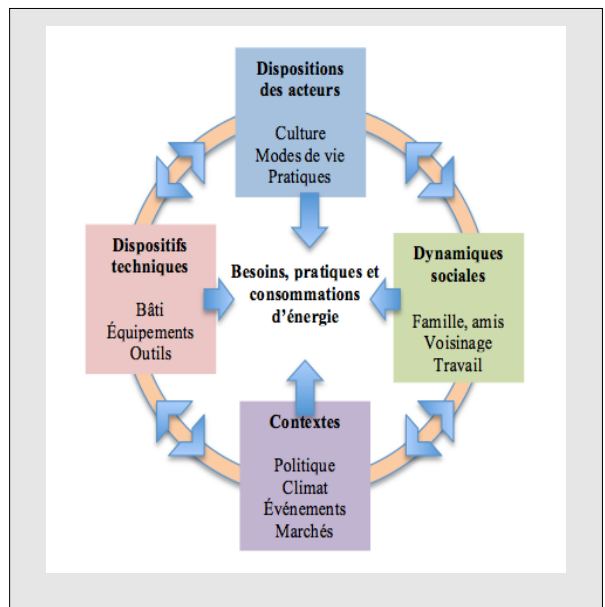 Dispositions
des acteurs
Culture
Modes de vie
Pratiques
Dispositifs
techniques
Bâti
Équipements
Outils
Besoins, pratiques et
consommations
d'énergie
Dynamiques
sociales
Famille, amis
Voisinage
Travail
Contextes
Politique
Climat
Événements
Marchés